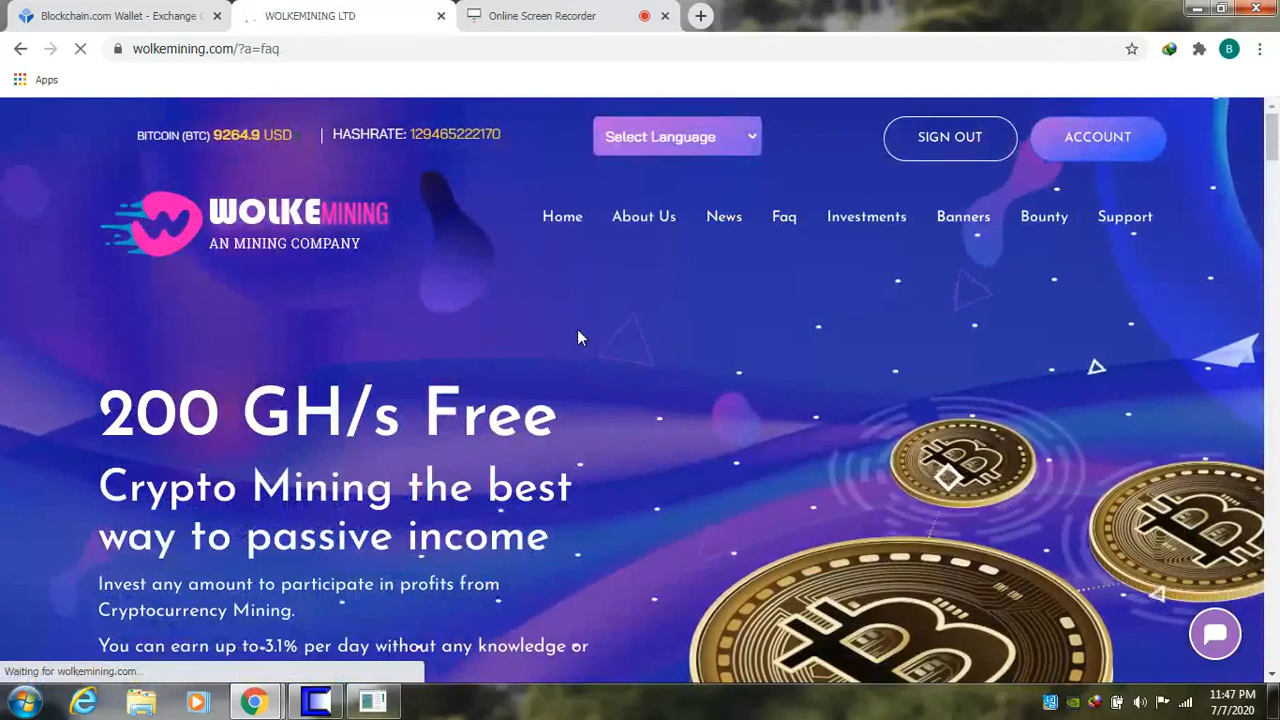 Blockchain.com Wallet - Exchange C
WOLKEMINING LTD
Online Screen Recorder
wolkemining.com/?a=faq
B
Apps
BITCOIN (BTC) 9264.9 USD | HASHRATE: 129465222170
Select Language
SIGN OUT
ACCOUNT
WOLKEMINING
AN MINING COMPANY
Home About Us News Faq Investments Banners Bounty Support
200 GH/s Free
Crypto Mining the best
way to passive income
Invest any amount to participate in profits from
Cryptocurrency Mining.
You can earn up to 3.1% per day without any knowledge or
Waiting for wolkemining.com...
11:47 PM
7/7/2020